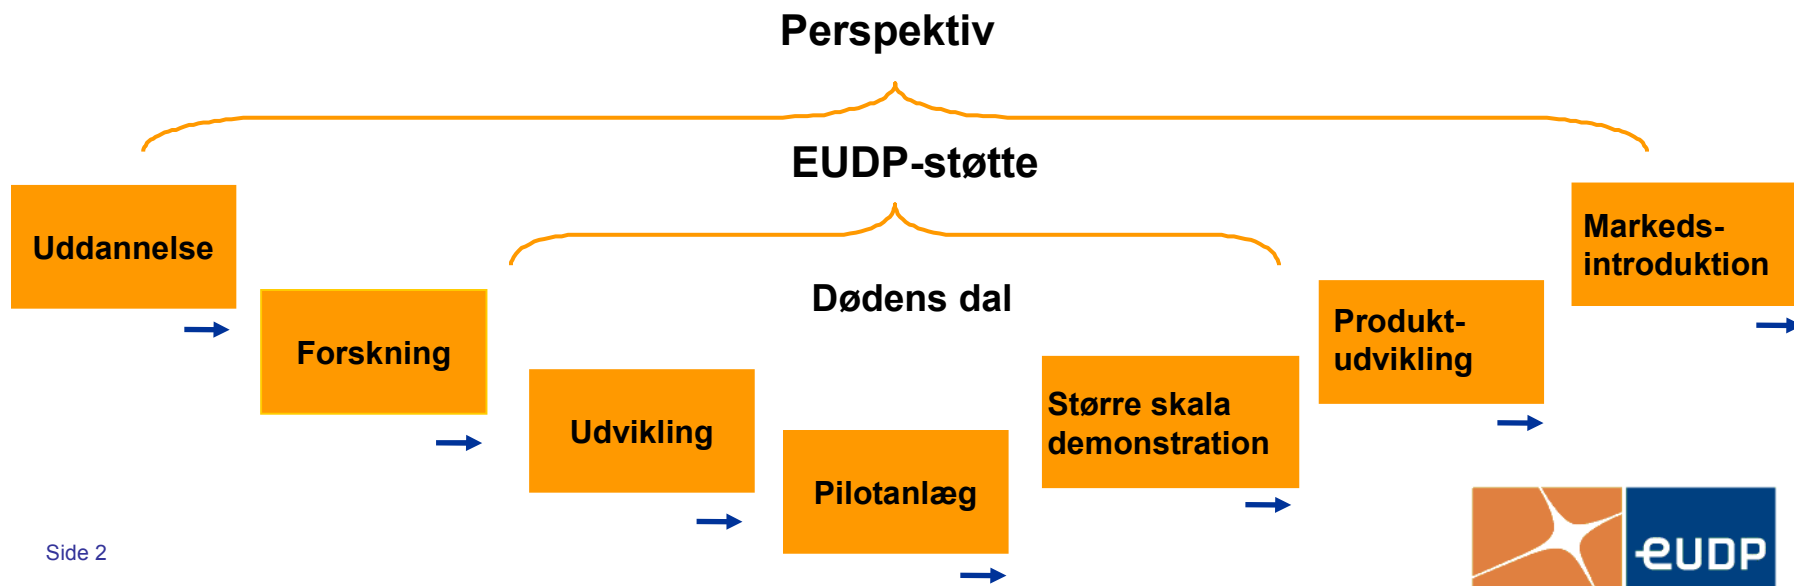 Perspektiv
EUDP-støtte
Dødens dal
Uddannelse
Forskning
Udvikling
Pilotanlæg
Større skala
demonstration
Produkt-
udvikling
Markeds-
introduktion
Side 2
eUDP